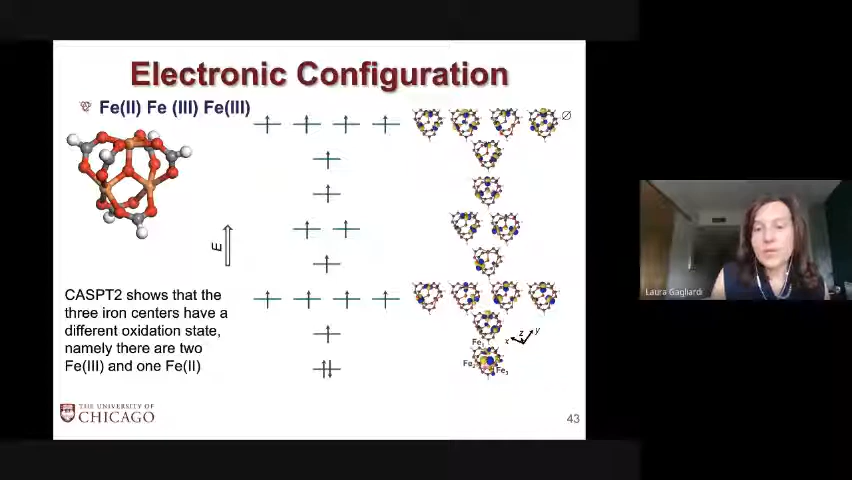 Electronic Configuration
Fe(II) Fe (III) Fe(III)
E
CASPT2 shows that the
three iron centers have a
different oxidation state,
namely there are two
Fe(III) and one Fe(II)
x z y
Fe1
Fe3
THE UNIVERSITY OF
CHICAGO
43
Laura Gagliardi